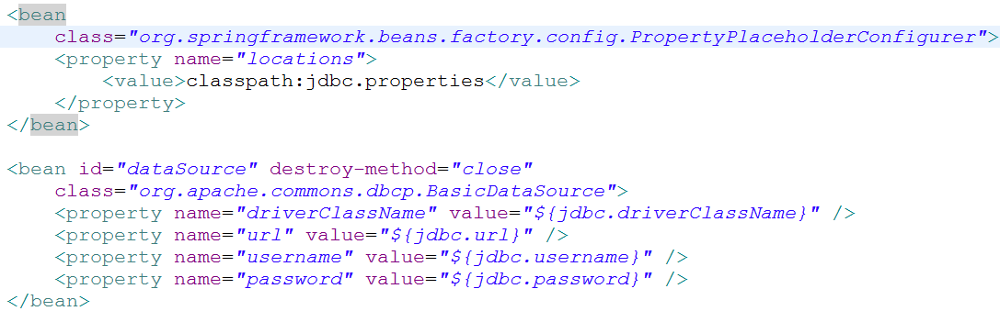 <bean
    class="org.springframework.beans.factory.config.PropertyPlaceholderConfigurer">
    <property name="locations">
        <value>classpath:jdbc.properties</value>
    </property>
</bean>

<bean id="dataSource" destroy-method="close"
    class="org.apache.commons.dbcp.BasicDataSource">
    <property name="driverClassName" value="${jdbc.driverClassName}" />
    <property name="url" value="${jdbc.url}" />
    <property name="username" value="${jdbc.username}" />
    <property name="password" value="${jdbc.password}" />
</bean>